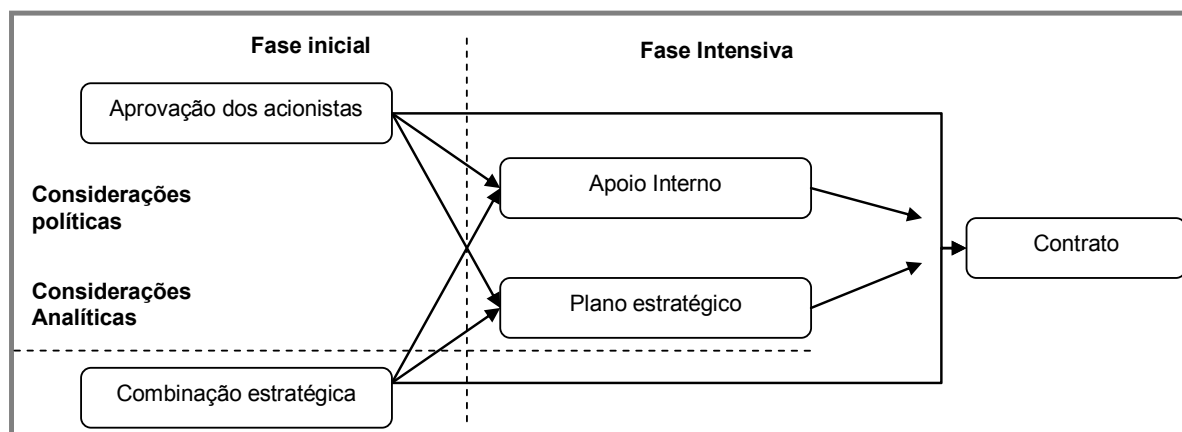 Fase inicial
Fase Intensiva
Aprovação dos acionistas
Considerações
políticas
Apoio Interno
Contrato
Considerações
Analíticas
Plano estratégico
Combinação estratégica